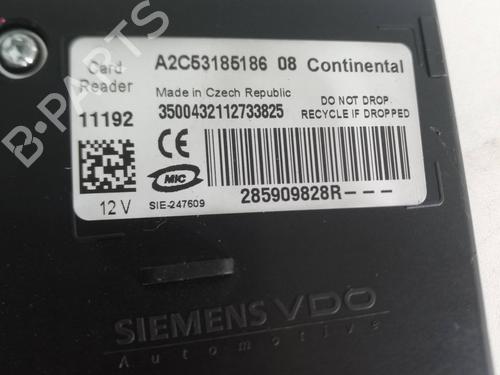 Card Reader
A2C53185186 08 Continental
Made in Czech Republic
11192
3500432112733825
DO NOT DROP
RECYCLE IF DROPPED
CE
MIC
12 V
SIE-247609
285909828R---
SIEMENS VDO
Automotive
B-PARTS